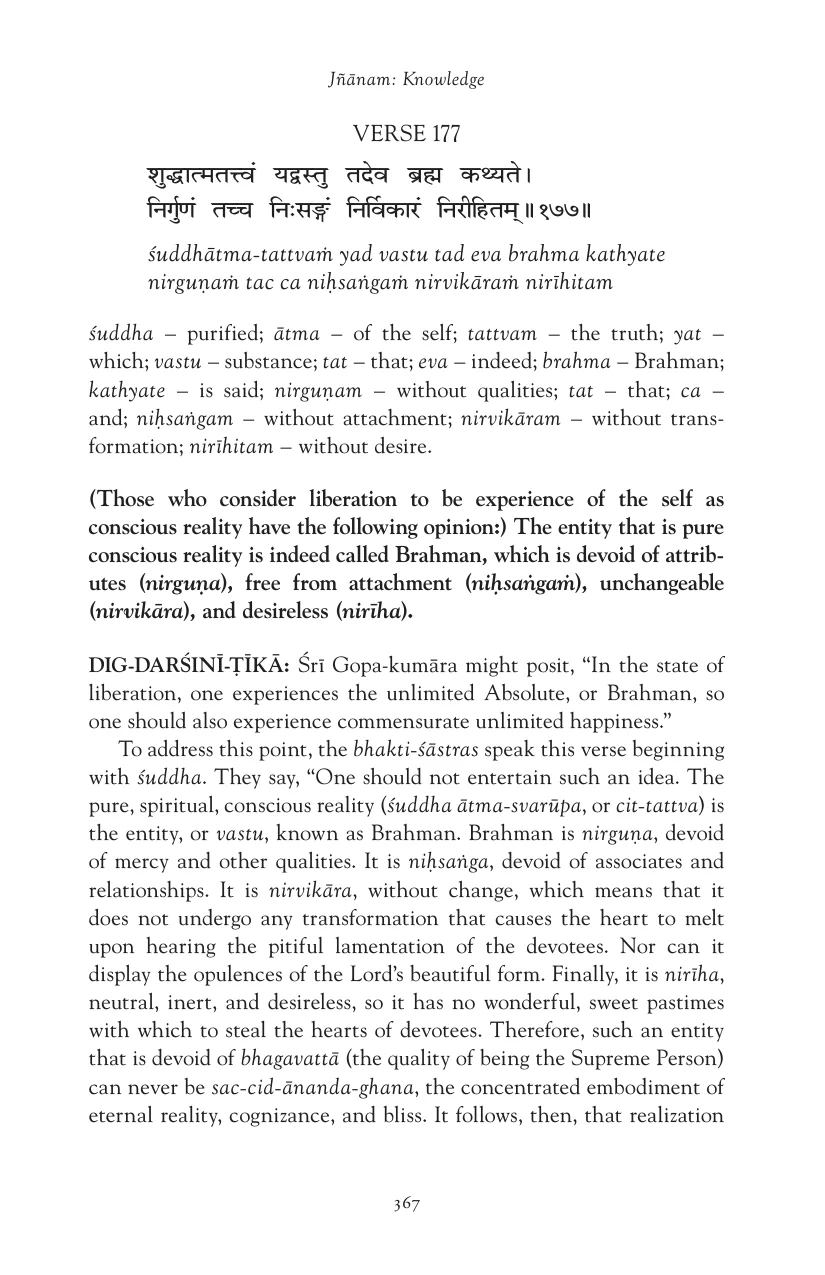 Jñānam: Knowledge
VERSE 177
शुद्धात्मतत्त्वं यद्वस्तु तदेव ब्रह्म कथ्यते।
निर्गुणं तच्च निःसङ्गं निर्विकारं निरीहितम्॥१७७॥
śuddhātma-tattvaṁ yad vastu tad eva brahma kathyate
nirguṇaṁ tac ca niḥsaṅgaṁ nirvikāraṁ nirīhitam
śuddha – purified; ātma – of the self; tattvam – the truth; yat –
which; vastu – substance; tat – that; eva – indeed; brahma – Brahman;
kathyate – is said; nirguṇam – without qualities; tat – that; ca –
and; niḥsaṅgam – without attachment; nirvikāram – without trans-
formation; nirīhitam – without desire.
(Those who consider liberation to be experience of the self as
conscious reality have the following opinion:) The entity that is pure
conscious reality is indeed called Brahman, which is devoid of attrib-
utes (nirguṇa), free from attachment (niḥsaṅgaṁ), unchangeable
(nirvikāra), and desireless (nirīha).
DIG-DARŚINĪ-ṬĪKĀ: Śrī Gopa-kumāra might posit, “In the state of
liberation, one experiences the unlimited Absolute, or Brahman, so
one should also experience commensurate unlimited happiness.”
To address this point, the bhakti-śāstras speak this verse beginning
with śuddha. They say, “One should not entertain such an idea. The
pure, spiritual, conscious reality (śuddha ātma-svarūpa, or cit-tattva) is
the entity, or vastu, known as Brahman. Brahman is nirguṇa, devoid
of mercy and other qualities. It is niḥsaṅga, devoid of associates and
relationships. It is nirvikāra, without change, which means that it
does not undergo any transformation that causes the heart to melt
upon hearing the pitiful lamentation of the devotees. Nor can it
display the opulences of the Lord’s beautiful form. Finally, it is nirīha,
neutral, inert, and desireless, so it has no wonderful, sweet pastimes
with which to steal the hearts of devotees. Therefore, such an entity
that is devoid of bhagavattā (the quality of being the Supreme Person)
can never be sac-cid-ānanda-ghana, the concentrated embodiment of
eternal reality, cognizance, and bliss. It follows, then, that realization
367